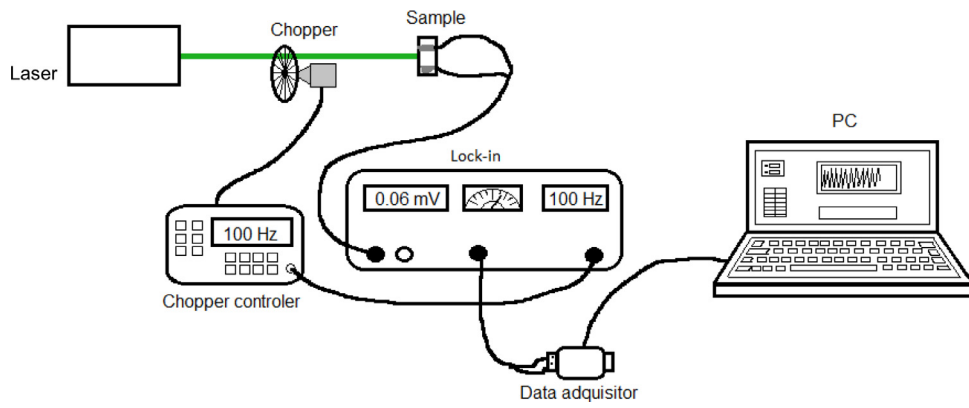 Sample
Chopper
Laser
PC
Lock-in
0.06 mV
100 Hz
100 Hz
Chopper controler
Data adquisitor